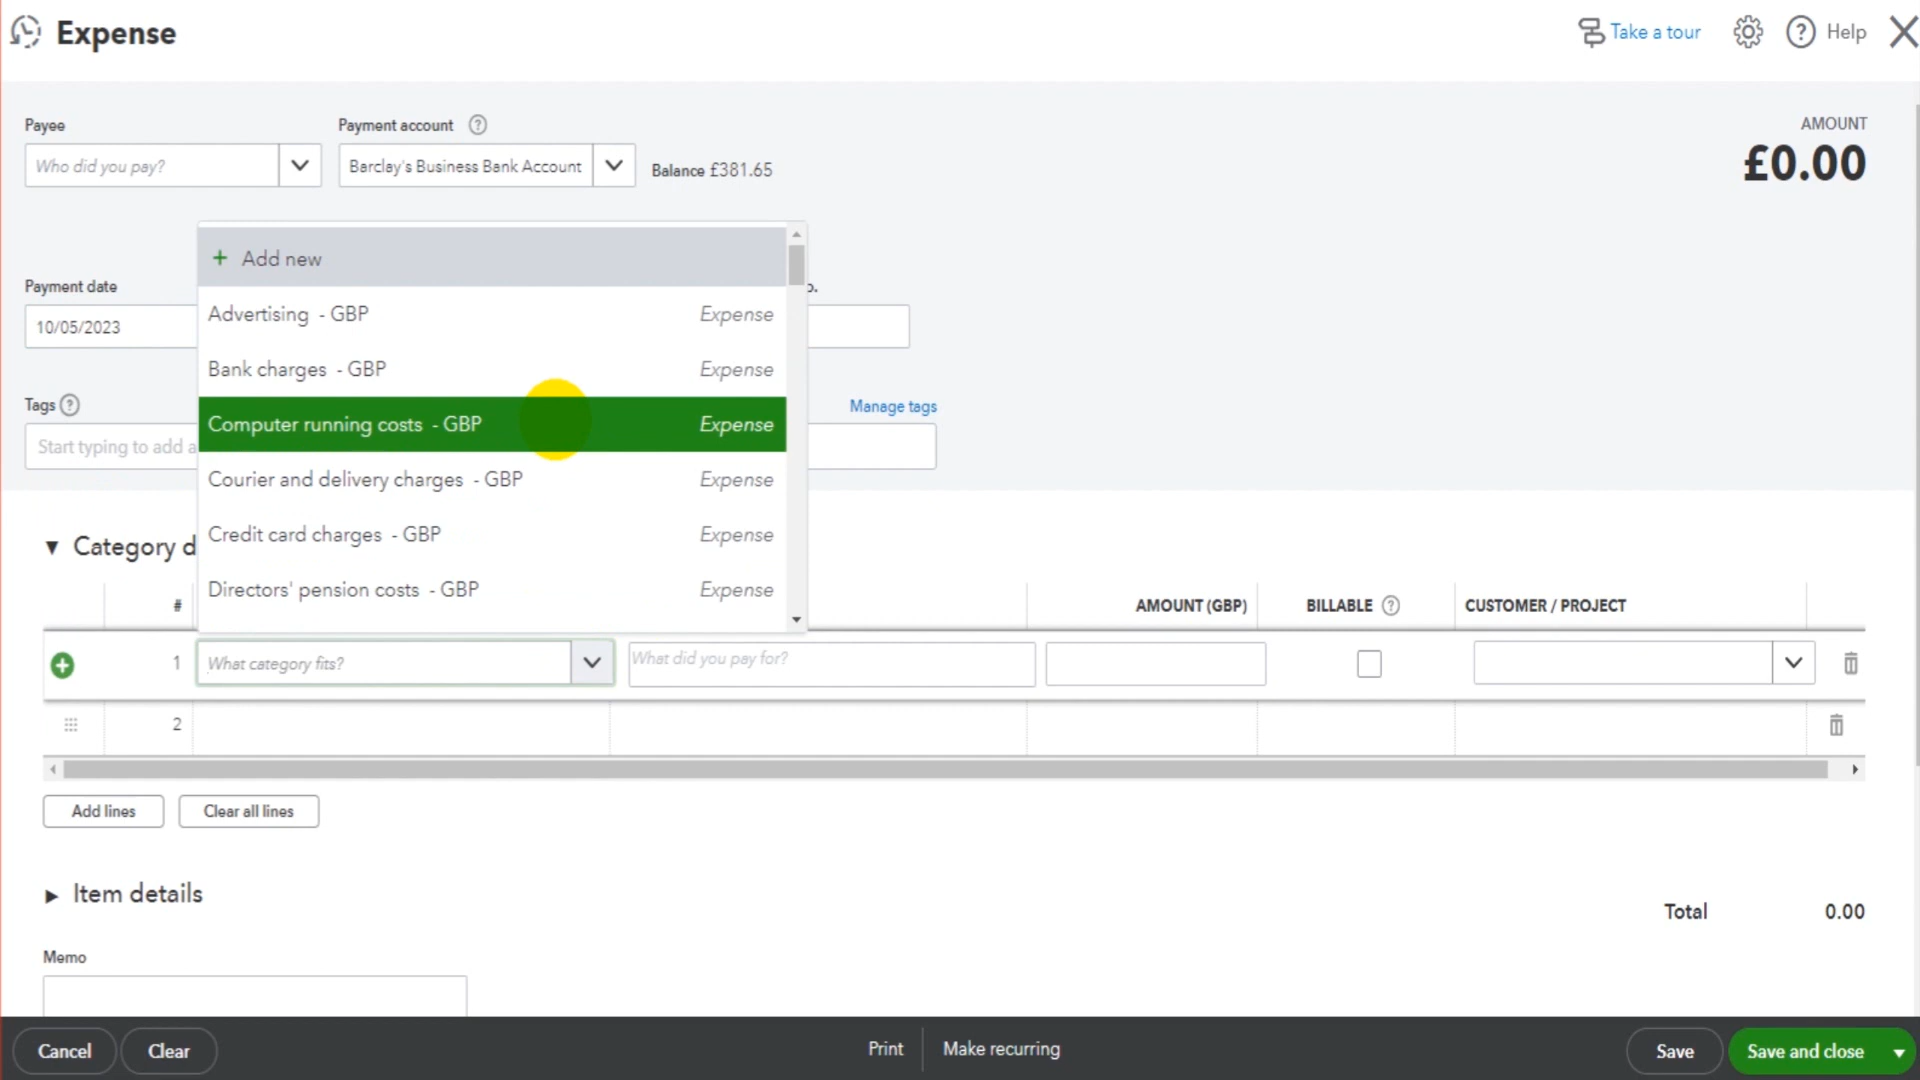 Expense
Take a tour
Help
Payee
Payment account
AMOUNT
Who did you pay?
Barclay's Business Bank Account
Balance £381.65
£0.00
+ Add new
Payment date
Advertising - GBP Expense
10/05/2023
Bank charges - GBP Expense
Tags
Manage tags
Computer running costs - GBP Expense
Start typing to add a
Courier and delivery charges - GBP Expense
Credit card charges - GBP Expense
Category d
Directors' pension costs - GBP Expense
# AMOUNT (GBP) BILLABLE CUSTOMER / PROJECT
1 What category fits? What did you pay for?
2
Add lines
Clear all lines
Item details
Total 0.00
Memo
Cancel
Clear
Print
Make recurring
Save
Save and close